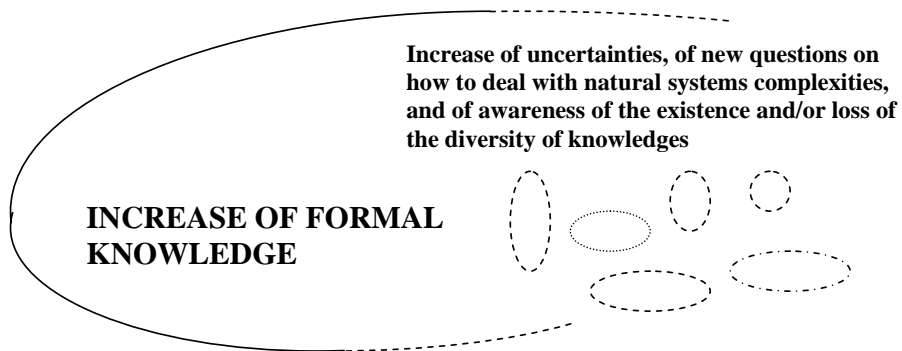 Increase of uncertainties, of new questions on
how to deal with natural systems complexities,
and of awareness of the existence and/or loss of
the diversity of knowledges
INCREASE OF FORMAL
KNOWLEDGE